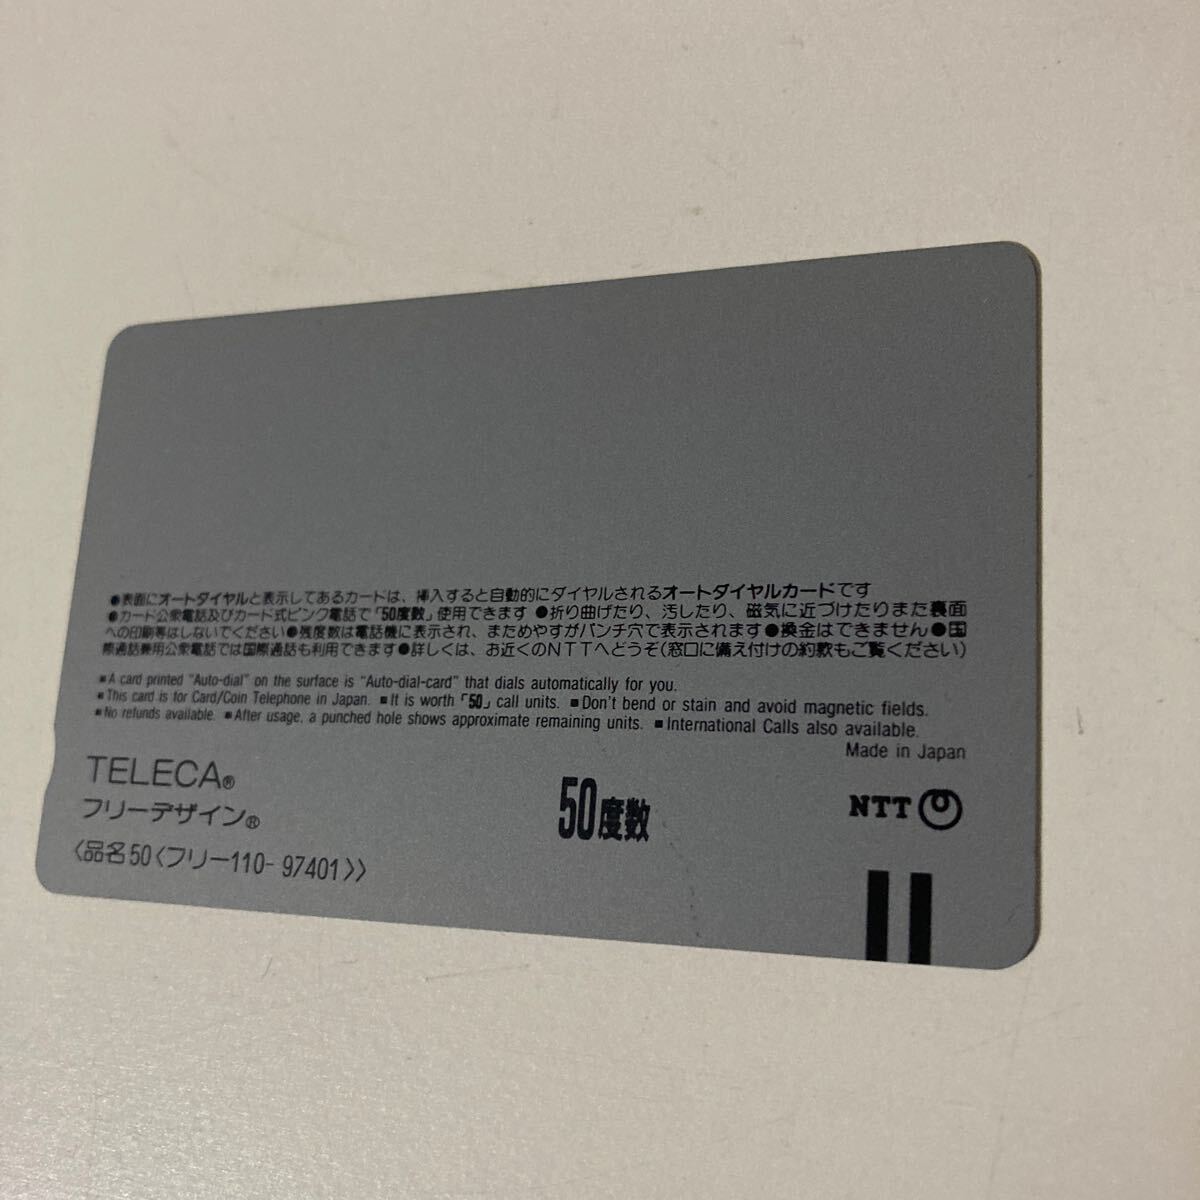 ●表面にオートダイヤルと表示してあるカードは、挿入すると自動的にダイヤルされるオートダイヤルカードです
●カード公衆電話及びカード式ピンク電話で「50度数」使用できます ●折り曲げたり、汚したり、磁気に近づけたりまた裏面
への印刷等はしないでください●残度数は電話機に表示され、まためやすがパンチ穴で表示されます●換金はできません●国
際通話兼用公衆電話では国際通話も利用できます●詳しくは、お近くのNTTへどうぞ(窓口に備え付けの約款もご覧ください)
■A card printed "Auto-dial" on the surface is "Auto-dial-card" that dials automatically for you.
■This card is for Card/Coin Telephone in Japan. ■It is worth「50」call units. ■Don't bend or stain and avoid magnetic fields.
■No refunds available. ■After usage, a punched hole shows approximate remaining units. ■International Calls also available.
Made in Japan
TELECA®
フリーデザイン®
〈品名50〈フリー110-97401〉〉
50度数
NTT